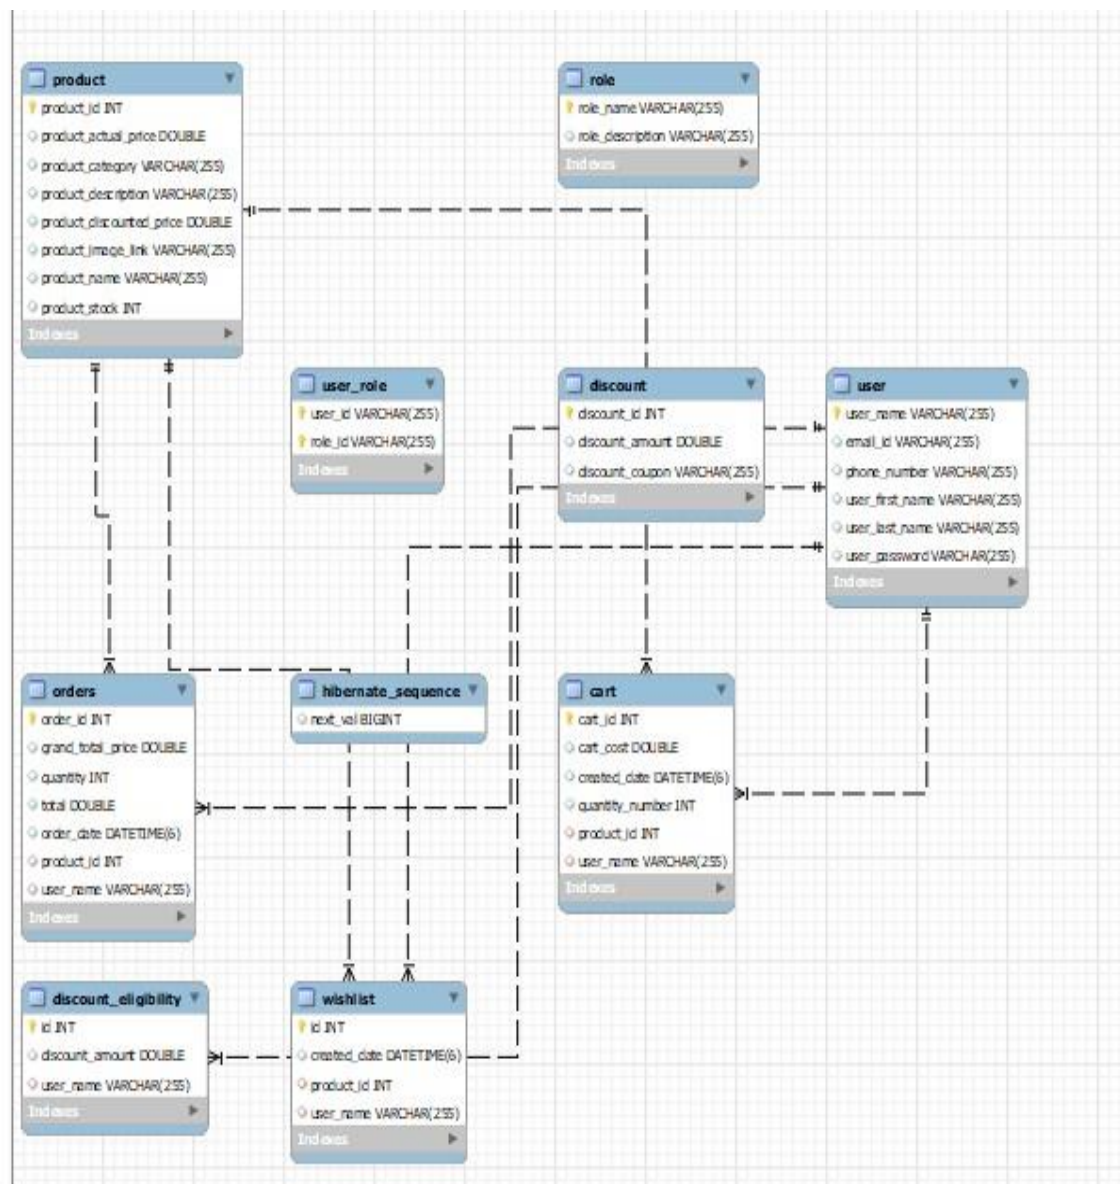 product
product_id INT
product_actual_price DOUBLE
product_category VARCHAR(255)
product_description VARCHAR(255)
product_discounted_price DOUBLE
product_image_link VARCHAR(255)
product_name VARCHAR(255)
product_stock INT
Indexes
role
role_name VARCHAR(255)
role_description VARCHAR(255)
Indexes
user_role
user_id VARCHAR(255)
role_id VARCHAR(255)
Indexes
discount
discount_id INT
discount_amount DOUBLE
discount_coupon VARCHAR(255)
Indexes
user
user_name VARCHAR(255)
email_id VARCHAR(255)
phone_number VARCHAR(255)
user_first_name VARCHAR(255)
user_last_name VARCHAR(255)
user_password VARCHAR(255)
Indexes
orders
order_id INT
grand_total_price DOUBLE
quantity INT
total DOUBLE
order_date DATETIME(6)
product_id INT
user_name VARCHAR(255)
Indexes
hibernate_sequence
next_val BIGINT
cart
cart_id INT
cart_cost DOUBLE
created_date DATETIME(6)
quantity_number INT
product_id INT
user_name VARCHAR(255)
Indexes
discount_eligibility
id INT
discount_amount DOUBLE
user_name VARCHAR(255)
Indexes
wishlist
id INT
created_date DATETIME(6)
product_id INT
user_name VARCHAR(255)
Indexes